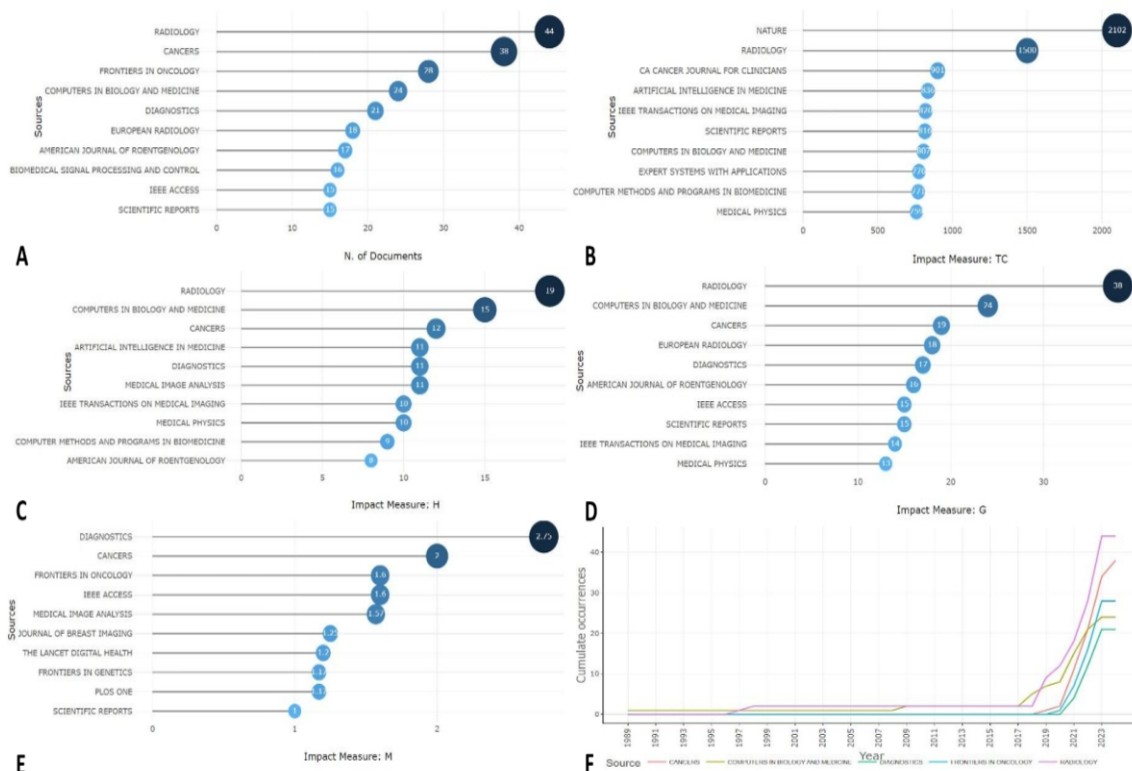 RADIOLOGY 44
CANCERS 38
FRONTIERS IN ONCOLOGY 28
COMPUTERS IN BIOLOGY AND MEDICINE 24
DIAGNOSTICS 21
EUROPEAN RADIOLOGY 18
AMERICAN JOURNAL OF ROENTGENOLOGY 17
BIOMEDICAL SIGNAL PROCESSING AND CONTROL 16
IEEE ACCESS 15
SCIENTIFIC REPORTS 15
Sources
0 10 20 30 40
A N. of Documents
NATURE 2102
RADIOLOGY 1500
CA CANCER JOURNAL FOR CLINICIANS 901
ARTIFICIAL INTELLIGENCE IN MEDICINE
IEEE TRANSACTIONS ON MEDICAL IMAGING
SCIENTIFIC REPORTS
COMPUTERS IN BIOLOGY AND MEDICINE 807
EXPERT SYSTEMS WITH APPLICATIONS
COMPUTER METHODS AND PROGRAMS IN BIOMEDICINE
MEDICAL PHYSICS
Sources
0 500 1000 1500 2000
B Impact Measure: TC
RADIOLOGY 19
COMPUTERS IN BIOLOGY AND MEDICINE 15
CANCERS 12
ARTIFICIAL INTELLIGENCE IN MEDICINE 11
DIAGNOSTICS 11
MEDICAL IMAGE ANALYSIS 11
IEEE TRANSACTIONS ON MEDICAL IMAGING 10
MEDICAL PHYSICS 10
COMPUTER METHODS AND PROGRAMS IN BIOMEDICINE 9
AMERICAN JOURNAL OF ROENTGENOLOGY 8
Sources
0 5 10 15
C Impact Measure: H
RADIOLOGY 38
COMPUTERS IN BIOLOGY AND MEDICINE 24
CANCERS 19
EUROPEAN RADIOLOGY 18
DIAGNOSTICS 17
AMERICAN JOURNAL OF ROENTGENOLOGY 16
IEEE ACCESS 15
SCIENTIFIC REPORTS 15
IEEE TRANSACTIONS ON MEDICAL IMAGING 14
MEDICAL PHYSICS 13
Sources
0 10 20 30
D Impact Measure: G
DIAGNOSTICS 2.75
CANCERS 2
FRONTIERS IN ONCOLOGY 1.6
IEEE ACCESS 1.6
MEDICAL IMAGE ANALYSIS 1.57
JOURNAL OF BREAST IMAGING 1.25
THE LANCET DIGITAL HEALTH 1.2
FRONTIERS IN GENETICS
PLOS ONE
SCIENTIFIC REPORTS 1
Sources
0 1 2
E Impact Measure: M
Cumulate occurrences
40
30
20
10
0
1989 1991 1993 1995 1997 1999 2001 2003 2005 2007 2009 2011 2013 2015 2017 2019 2021 2023
Year
F Source CANCERS COMPUTERS IN BIOLOGY AND MEDICINE DIAGNOSTICS FRONTIERS IN ONCOLOGY RADIOLOGY